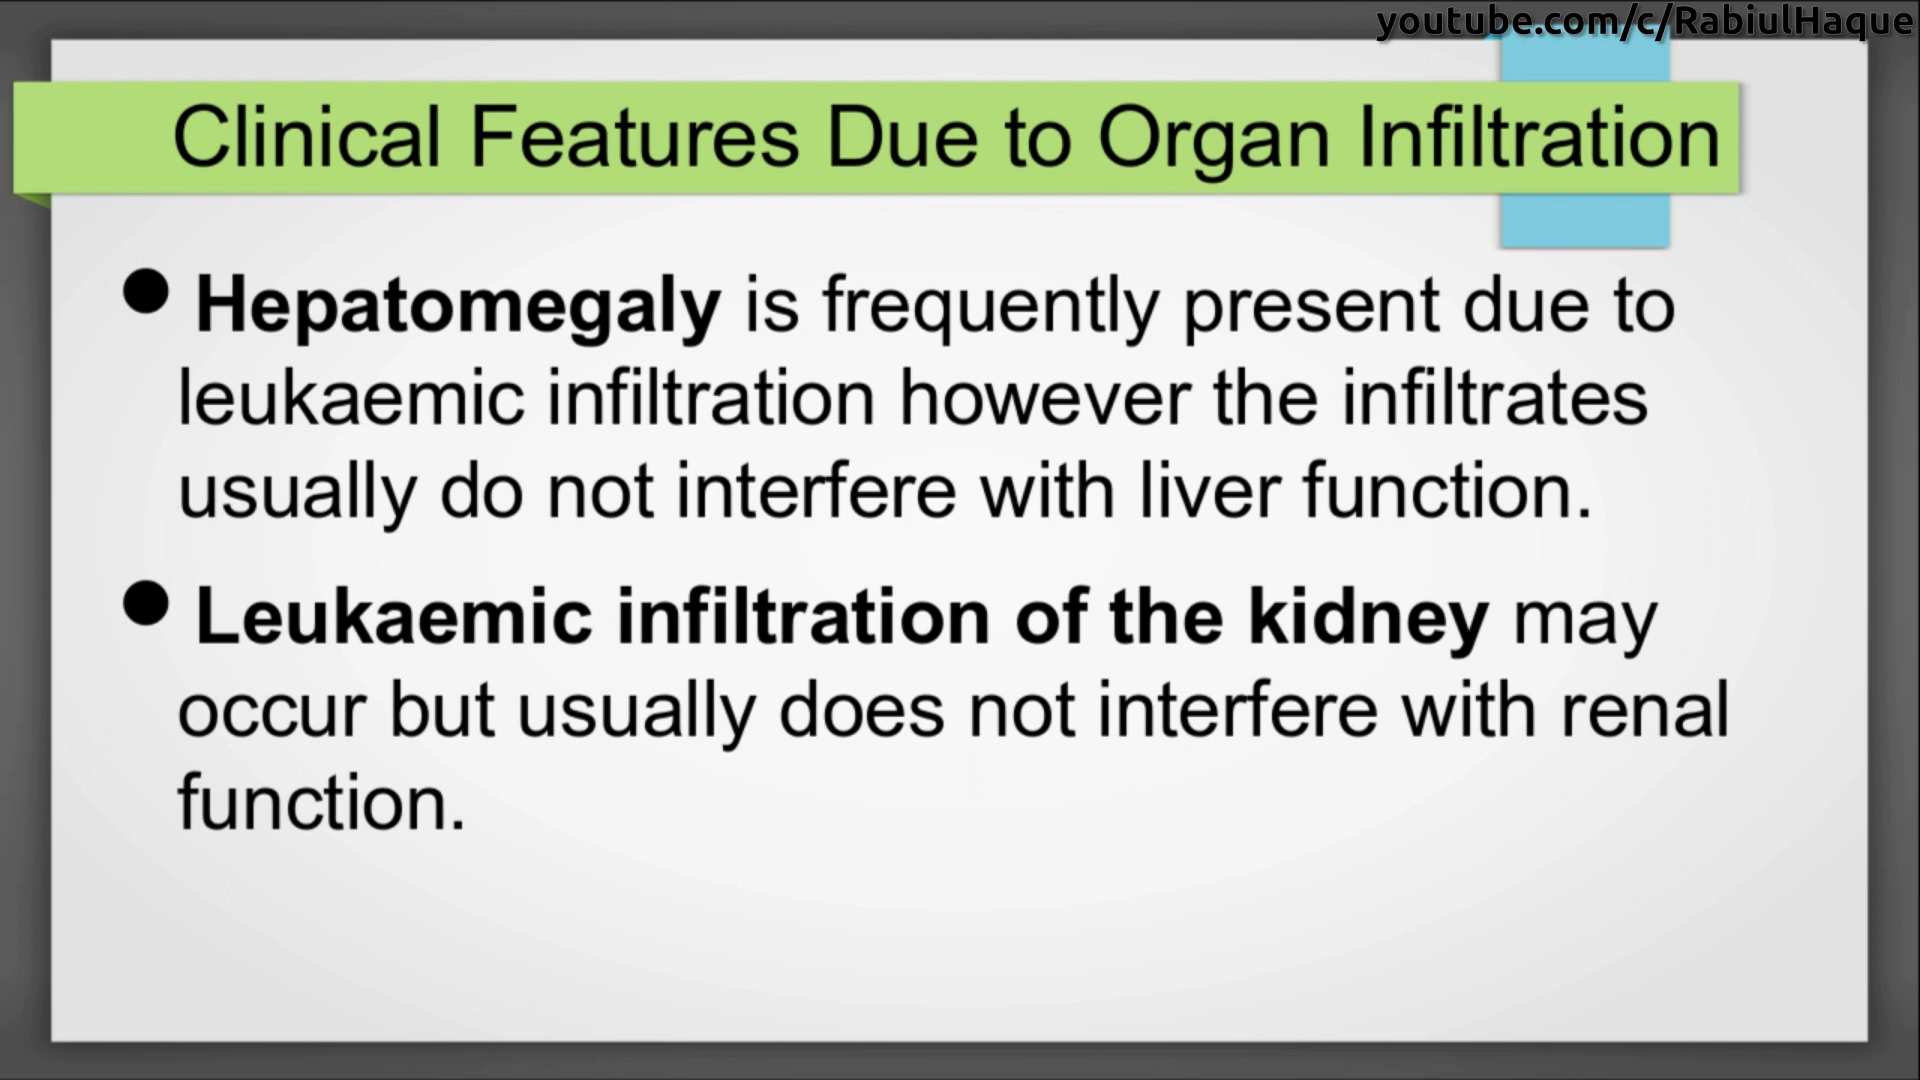 youtube.com/c/RabiulHaque
Clinical Features Due to Organ Infiltration
● Hepatomegaly is frequently present due to
leukaemic infiltration however the infiltrates
usually do not interfere with liver function.
● Leukaemic infiltration of the kidney may
occur but usually does not interfere with renal
function.